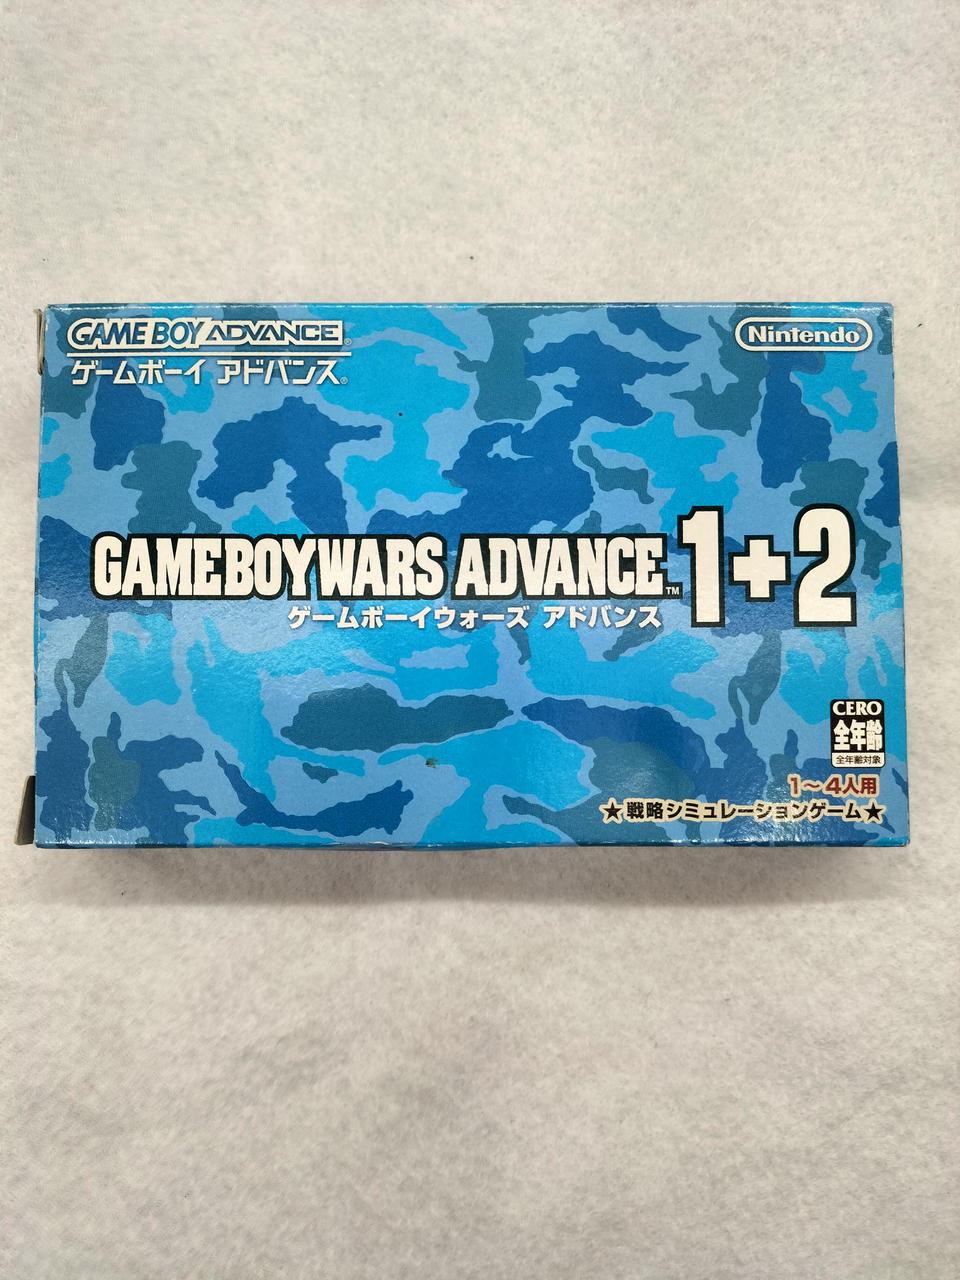 GAME BOY ADVANCE®
ゲームボーイ アドバンス®
Nintendo®
GAMEBOYWARS ADVANCE™ 1+2
ゲームボーイウォーズ アドバンス
CERO
全年齢
全年齢対象
1～4人用
★戦略シミュレーションゲーム★